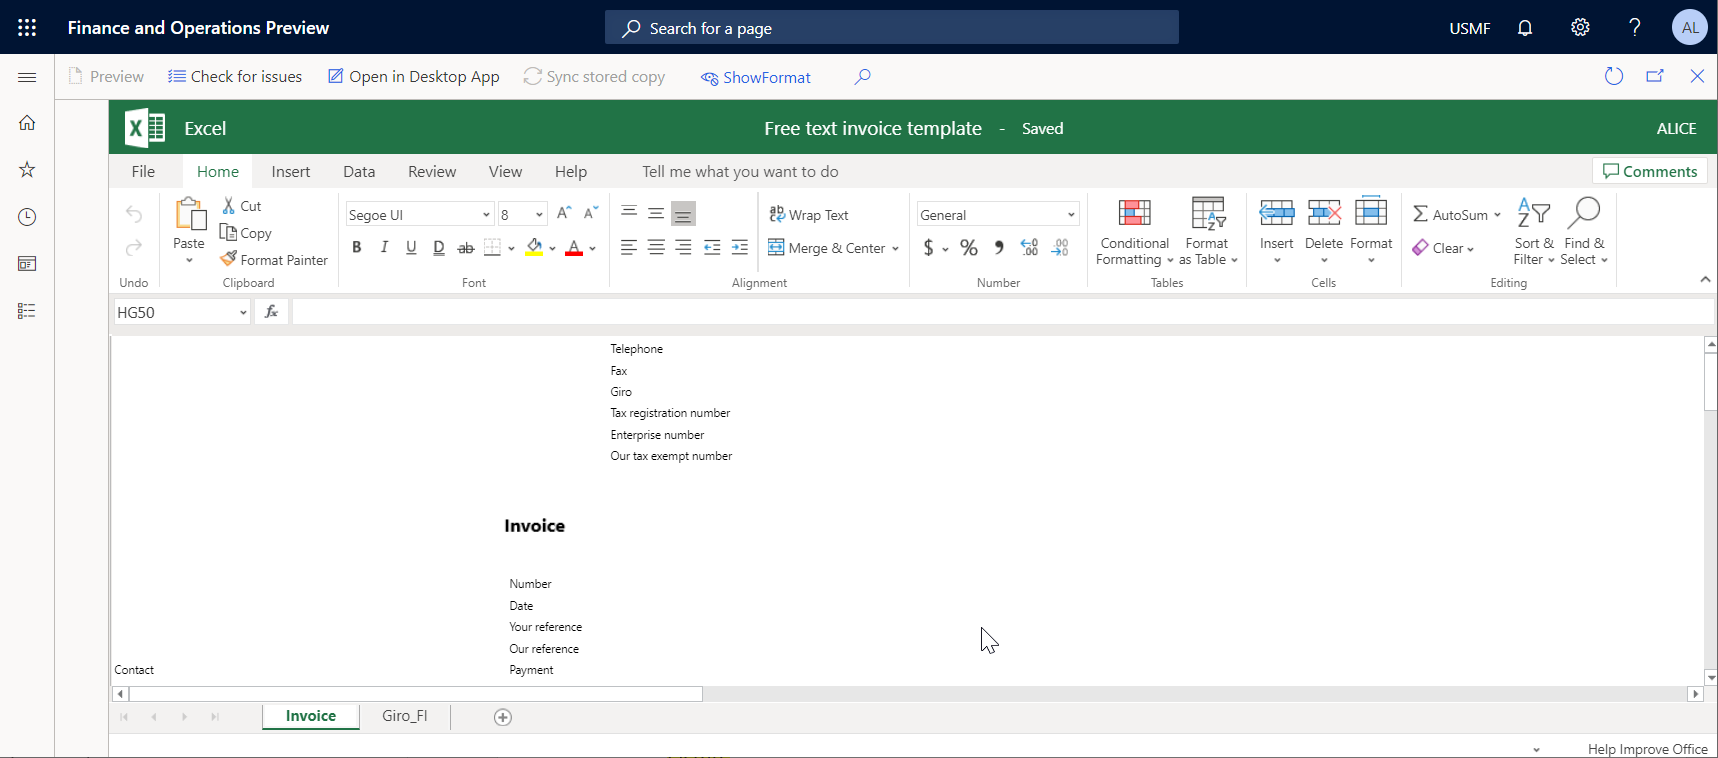 Finance and Operations Preview
Search for a page
USMF
?
AL
Preview
Check for issues
Open in Desktop App
Sync stored copy
ShowFormat
Excel
Free text invoice template - Saved
ALICE
File
Home
Insert
Data
Review
View
Help
Tell me what you want to do
Comments
Paste
Cut
Copy
Format Painter
Segoe UI
8
A A
B I U D ab A
ab Wrap Text
Merge & Center
General
$ % , .00 .00
Conditional Formatting
Format as Table
Insert
Delete
Format
AutoSum
Clear
Sort & Filter
Find & Select
Undo
Clipboard
Font
Alignment
Number
Tables
Cells
Editing
HG50
fx
Telephone
Fax
Giro
Tax registration number
Enterprise number
Our tax exempt number
Invoice
Number
Date
Your reference
Our reference
Contact
Payment
Invoice
Giro_FI
Help Improve Office